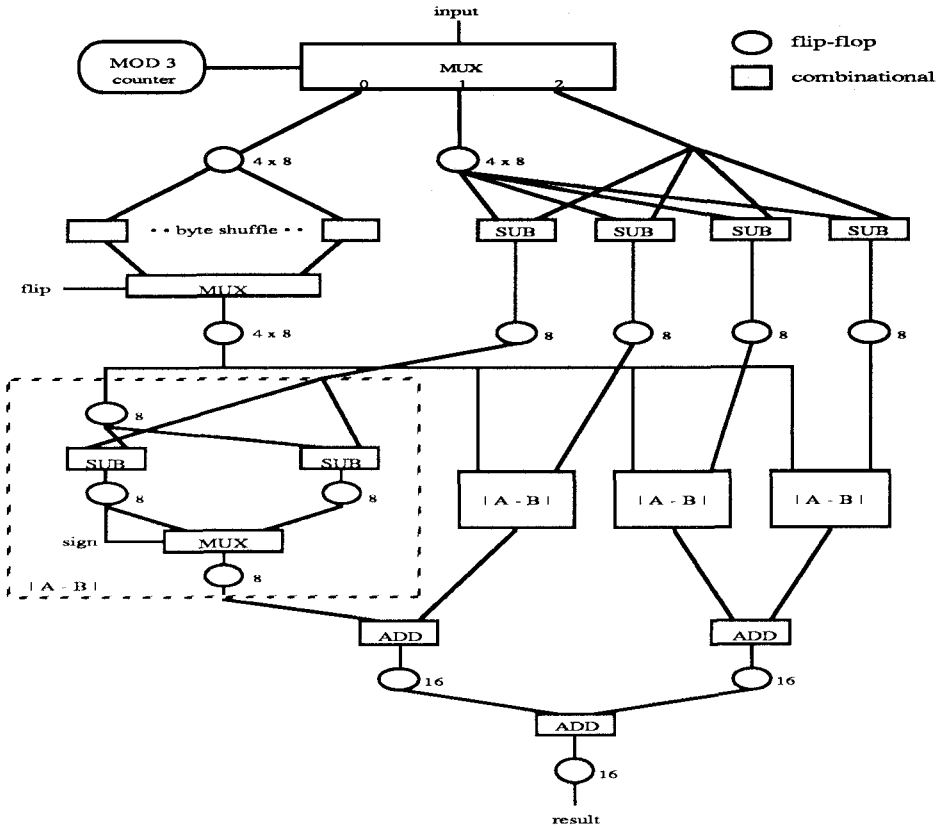 input
flip-flop
MOD 3
counter
MUX
combinational
0 1 2
4 x 8
4 x 8
byte shuffle
SUB
SUB
SUB
SUB
flip
MUX
4 x 8
8
8
8
8
8
SUB
SUB
8
8
| A - B |
| A - B |
| A - B |
sign
MUX
8
| A - B |
ADD
ADD
16
16
ADD
16
result